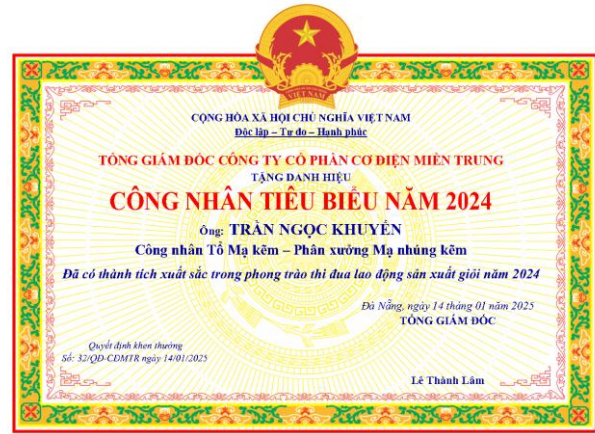 VIỆT NAM
CỘNG HÒA XÃ HỘI CHỦ NGHĨA VIỆT NAM
Độc lập – Tự do – Hạnh phúc
TỔNG GIÁM ĐỐC CÔNG TY CỔ PHẦN CƠ ĐIỆN MIỀN TRUNG
TẶNG DANH HIỆU
CÔNG NHÂN TIÊU BIỂU NĂM 2024
Ông: TRẦN NGỌC KHUYẾN
Công nhân Tổ Mạ kẽm – Phân xưởng Mạ nhúng kẽm
Đã có thành tích xuất sắc trong phong trào thi đua lao động sản xuất giỏi năm 2024
Đà Nẵng, ngày 14 tháng 01 năm 2025
TỔNG GIÁM ĐỐC
Quyết định khen thưởng
Số: 32/QĐ-CDMTR ngày 14/01/2025
Lê Thành Lâm